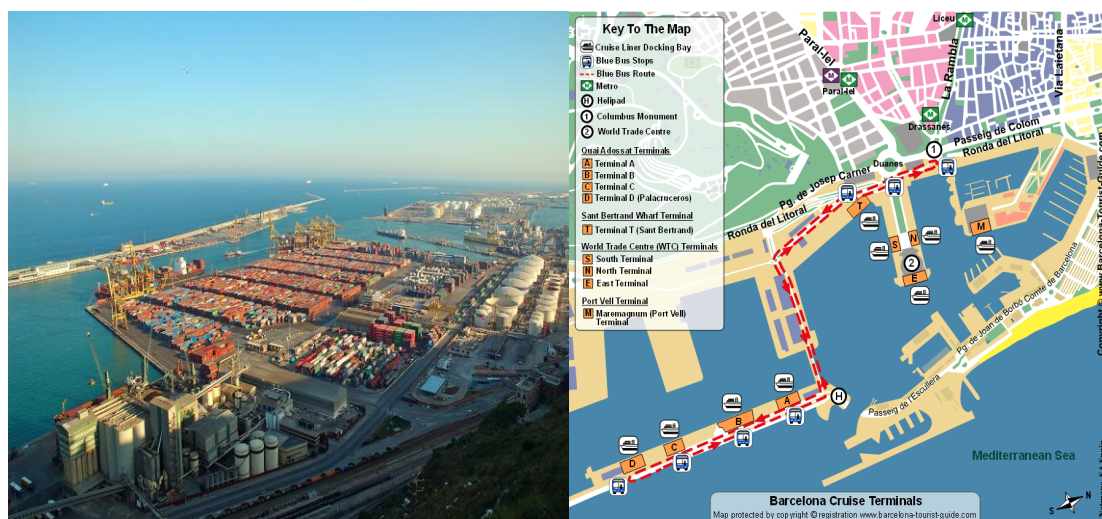 Key To The Map
Cruise Liner Docking Bay
Blue Bus Stops
Blue Bus Route
M Metro
H Helipad
1 Columbus Monument
2 World Trade Centre
Quai Adossat Terminals
A Terminal A
B Terminal B
C Terminal C
D Terminal D (Palacruceros)
Sant Bertrand Wharf Terminal
T Terminal T (Sant Bertrand)
World Trade Centre (WTC) Terminals
S South Terminal
N North Terminal
E East Terminal
Port Vell Terminal
M Maremagnum (Port Vell)
Terminal
Liceu M
Paral-lel
M M
Paral-lel
La Rambla
Via Laietana
M
Drassanes
1
Passeig de Colom
Ronda del Litoral
Duanes
Pg. de Josep Carner
Ronda del Litoral
T
S
N
2
E
M
Pg. de Joan de Borbó Comte de Barcelona
Passeig de l'Escullera
H
A
B
C
D
Mediterranean Sea
Barcelona Cruise Terminals
Map protected by copyright © registration www.barcelona-tourist-guide.com
S N